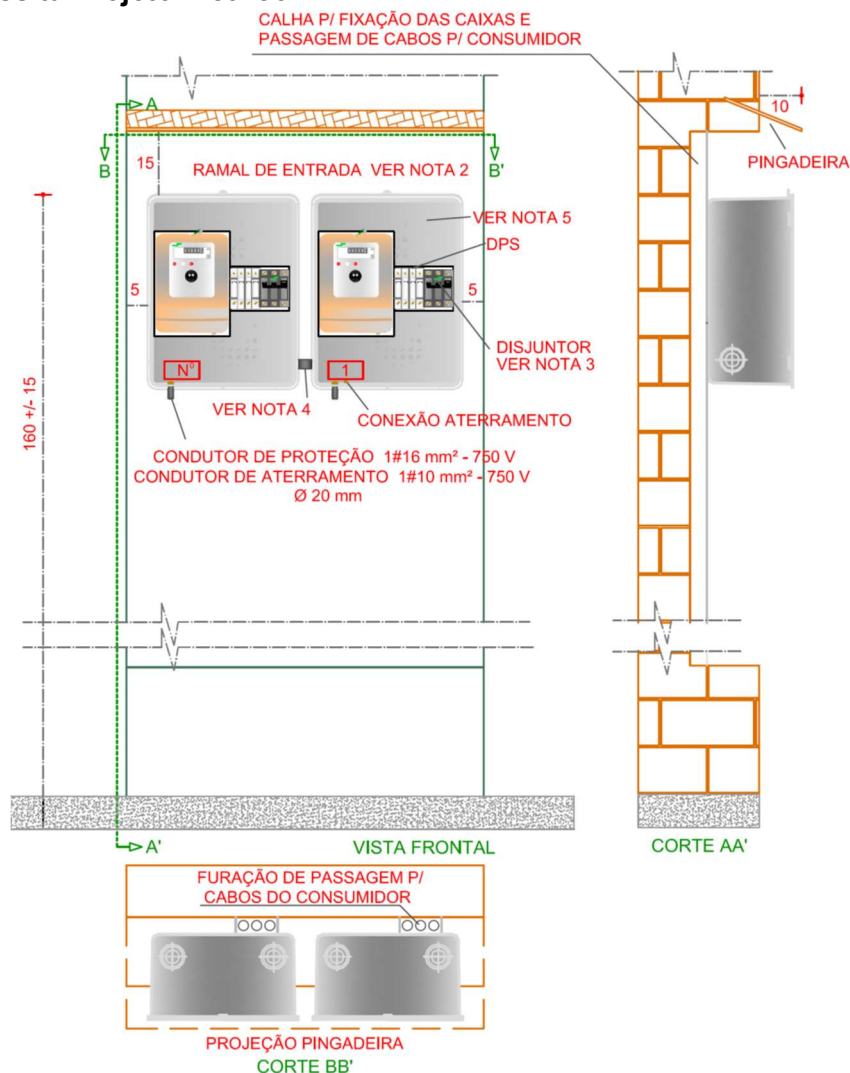 CALHA P/ FIXAÇÃO DAS CAIXAS E
PASSAGEM DE CABOS P/ CONSUMIDOR
A
B
B'
15
RAMAL DE ENTRADA VER NOTA 2
10
PINGADEIRA
VER NOTA 5
DPS
5
5
DISJUNTOR
VER NOTA 3
Nº
1
VER NOTA 4
CONEXÃO ATERRAMENTO
160 +/- 15
CONDUTOR DE PROTEÇÃO 1#16 mm² - 750 V
CONDUTOR DE ATERRAMENTO 1#10 mm² - 750 V
Ø 20 mm
A'
VISTA FRONTAL
CORTE AA'
FURAÇÃO DE PASSAGEM P/
CABOS DO CONSUMIDOR
PROJEÇÃO PINGADEIRA
CORTE BB'